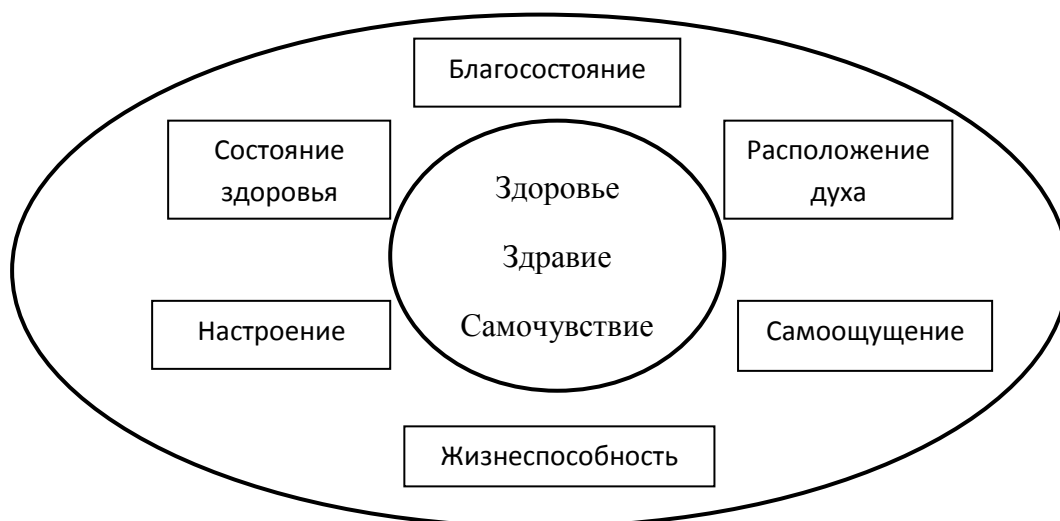 Благосостояние
Состояние
здоровья
Расположение
духа
Здоровье
Здравие
Самочувствие
Настроение
Самоощущение
Жизнеспособность